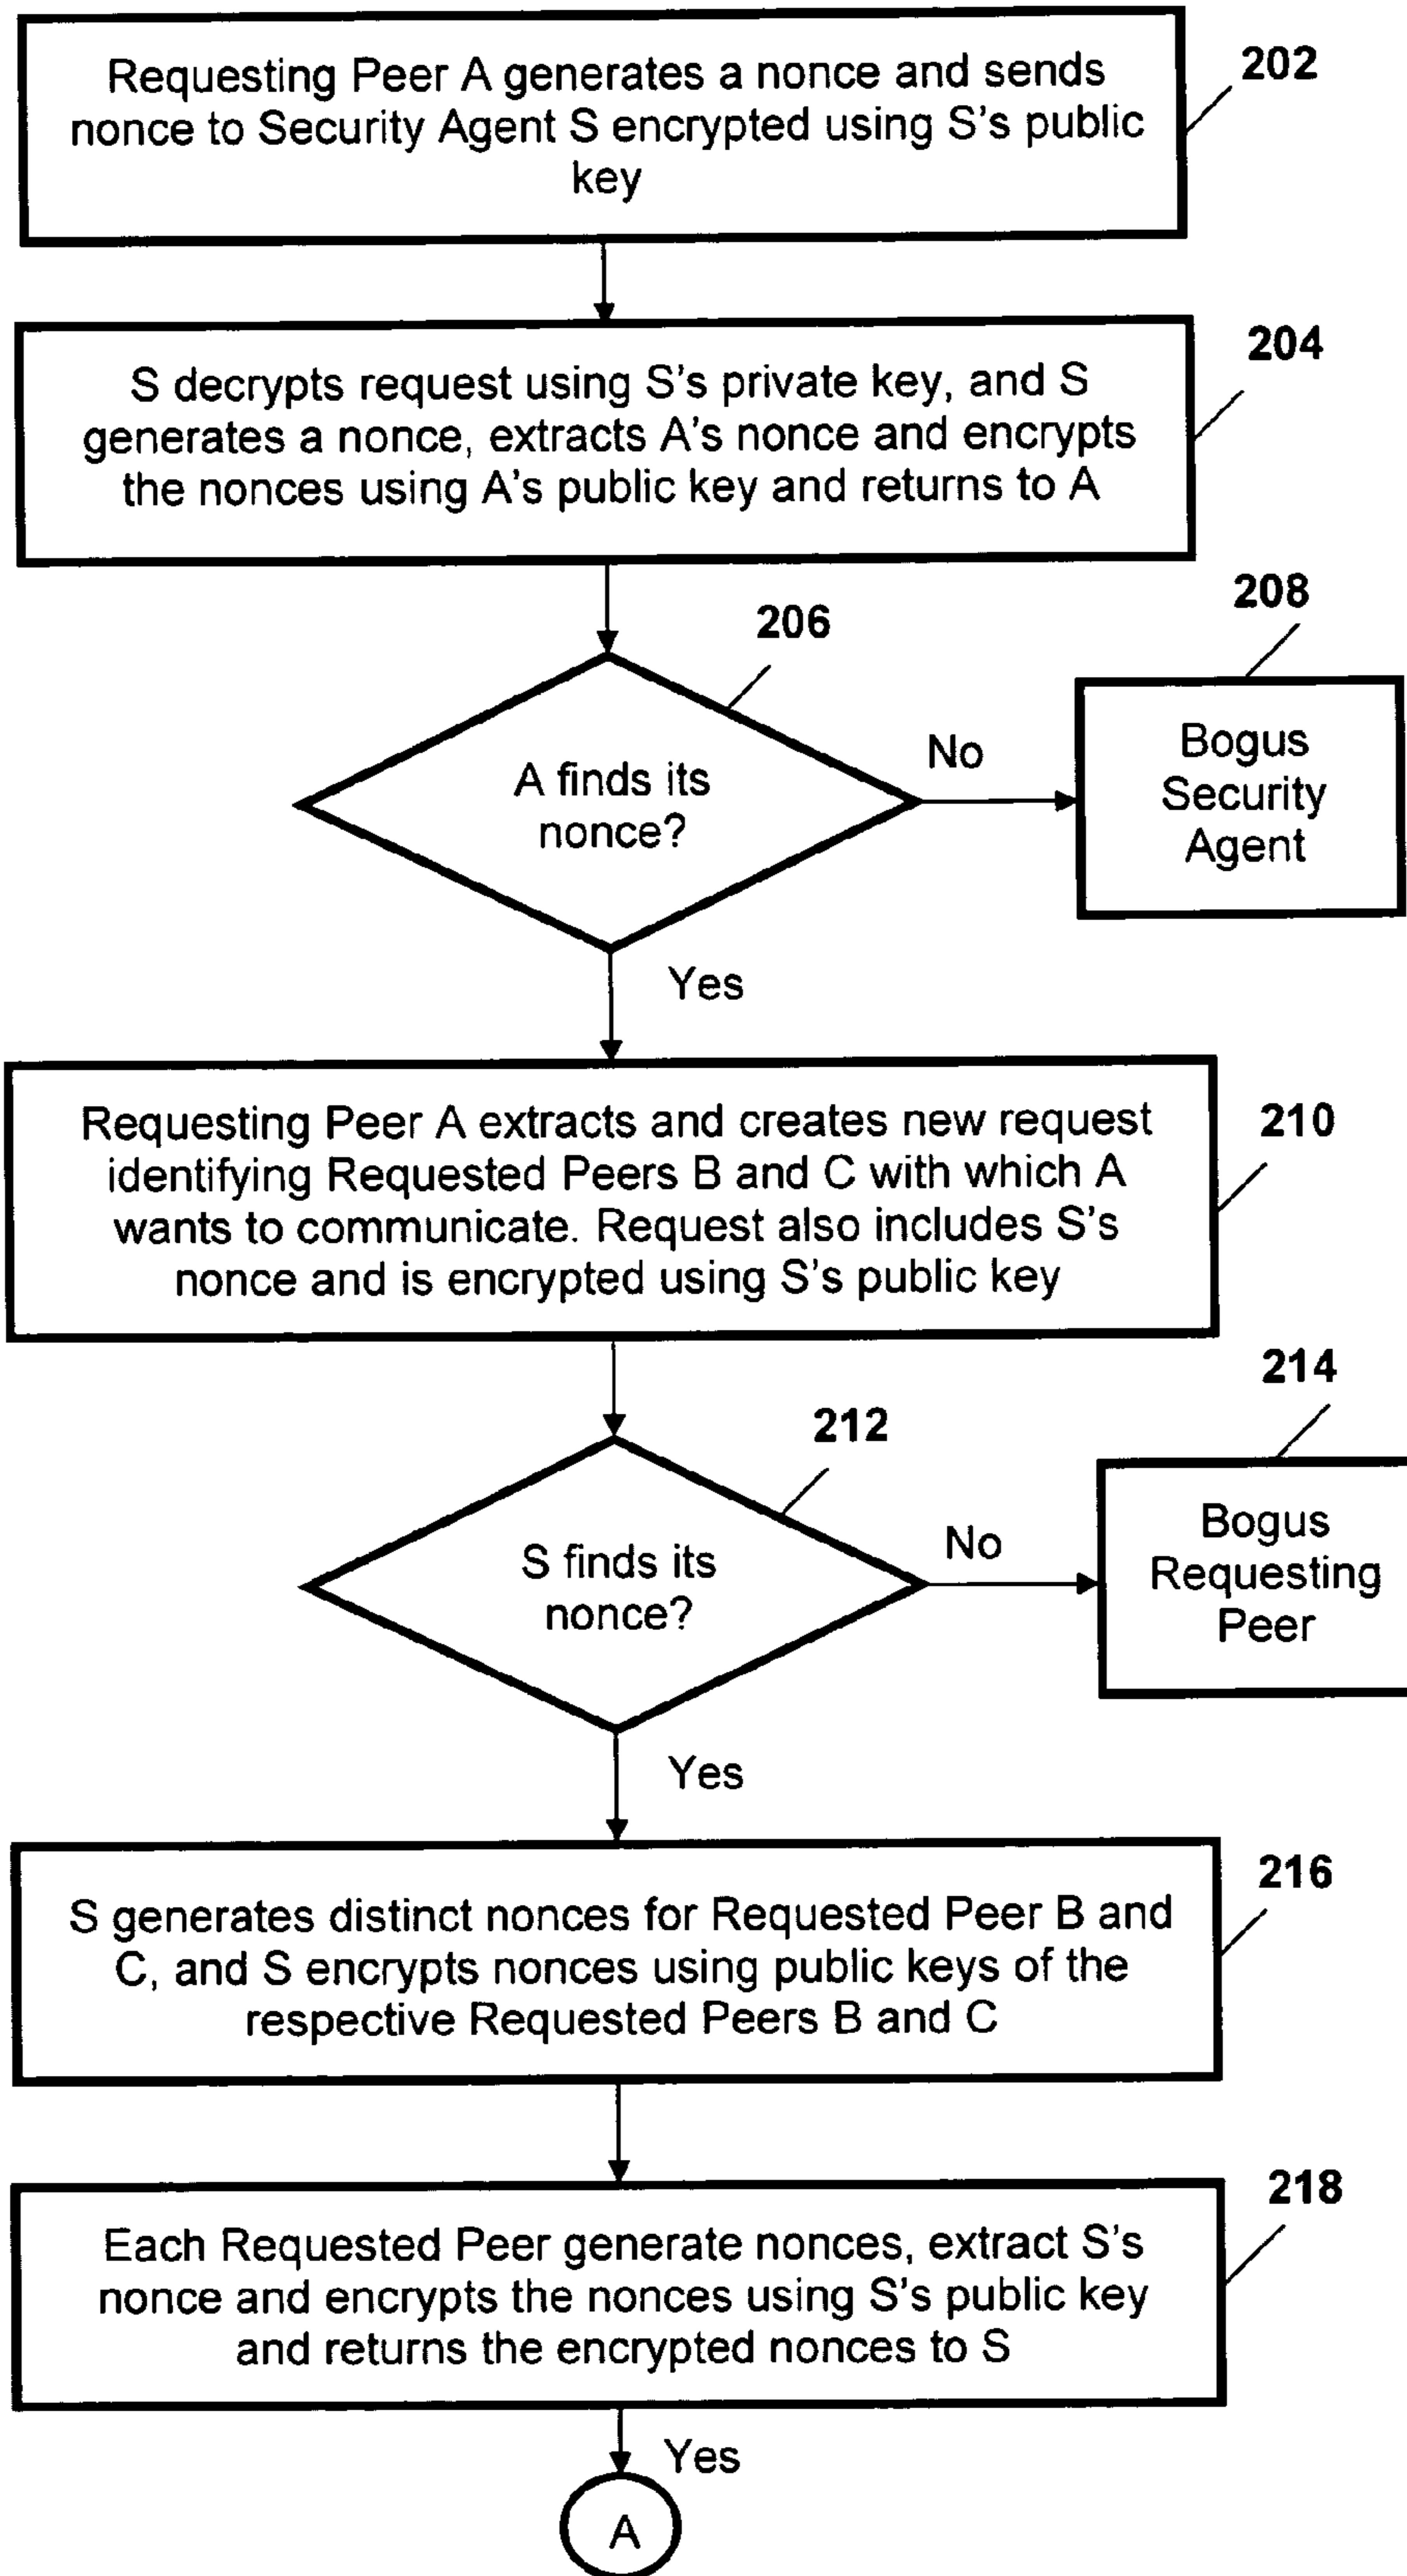 Requesting Peer A generates a nonce and sends
nonce to Security Agent S encrypted using S's public
key
202
S decrypts request using S's private key, and S
generates a nonce, extracts A's nonce and encrypts
the nonces using A's public key and returns to A
204
206
A finds its
nonce?
No
208
Bogus
Security
Agent
Yes
Requesting Peer A extracts and creates new request
identifying Requested Peers B and C with which A
wants to communicate. Request also includes S's
nonce and is encrypted using S's public key
210
212
S finds its
nonce?
No
214
Bogus
Requesting
Peer
Yes
S generates distinct nonces for Requested Peer B and
C, and S encrypts nonces using public keys of the
respective Requested Peers B and C
216
Each Requested Peer generate nonces, extract S's
nonce and encrypts the nonces using S's public key
and returns the encrypted nonces to S
218
Yes
A